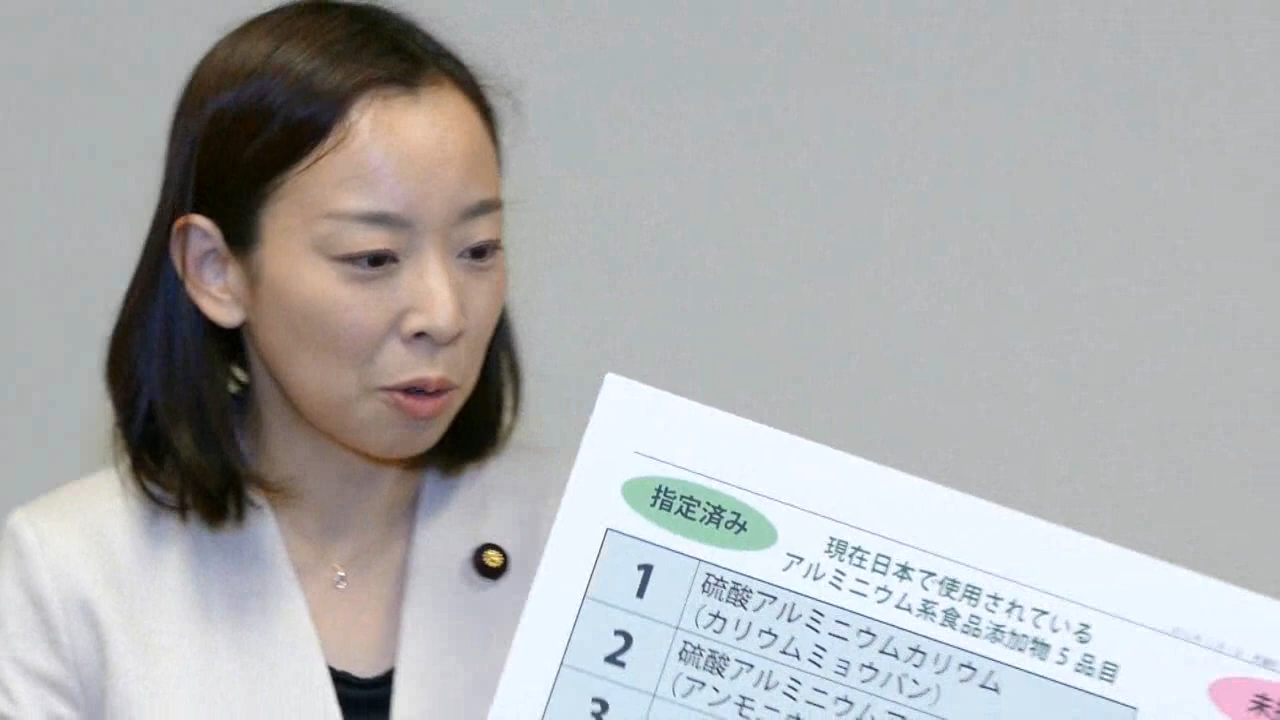 指定済み
現在日本で使用されている
アルミニウム系食品添加物5品目
1
硫酸アルミニウムカリウム
(カリウムミョウバン)
2
硫酸アルミニウム
(アンモニウ
3
未